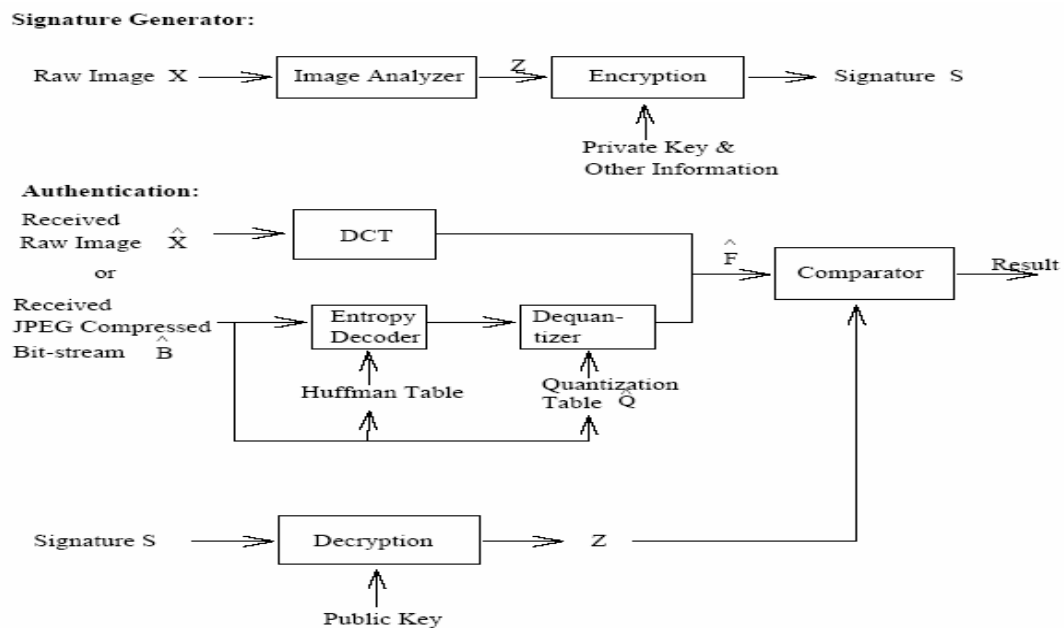 Signature Generator:
Raw Image X
Image Analyzer
Z
Encryption
Signature S
Private Key &
Other Information
Authentication:
Received
Raw Image X̂
or
Received
JPEG Compressed
Bit-stream B̂
DCT
F̂
Comparator
Result
Entropy
Decoder
Dequan-
tizer
Huffman Table
Quantization
Table Q̂
Signature S
Decryption
Z
Public Key